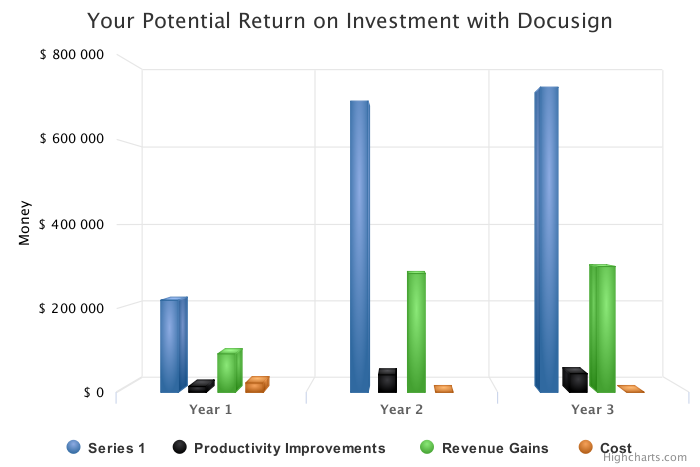 Your Potential Return on Investment with Docusign
$ 800 000
$ 600 000
$ 400 000
$ 200 000
$ 0
Money
Year 1 Year 2 Year 3
Series 1 Productivity Improvements Revenue Gains Cost
Highcharts.com